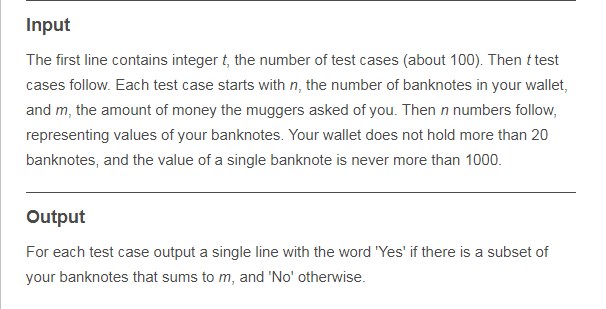 Input
The first line contains integer t, the number of test cases (about 100). Then t test
cases follow. Each test case starts with n, the number of banknotes in your wallet,
and m, the amount of money the muggers asked of you. Then n numbers follow,
representing values of your banknotes. Your wallet does not hold more than 20
banknotes, and the value of a single banknote is never more than 1000.
Output
For each test case output a single line with the word 'Yes' if there is a subset of
your banknotes that sums to m, and 'No' otherwise.